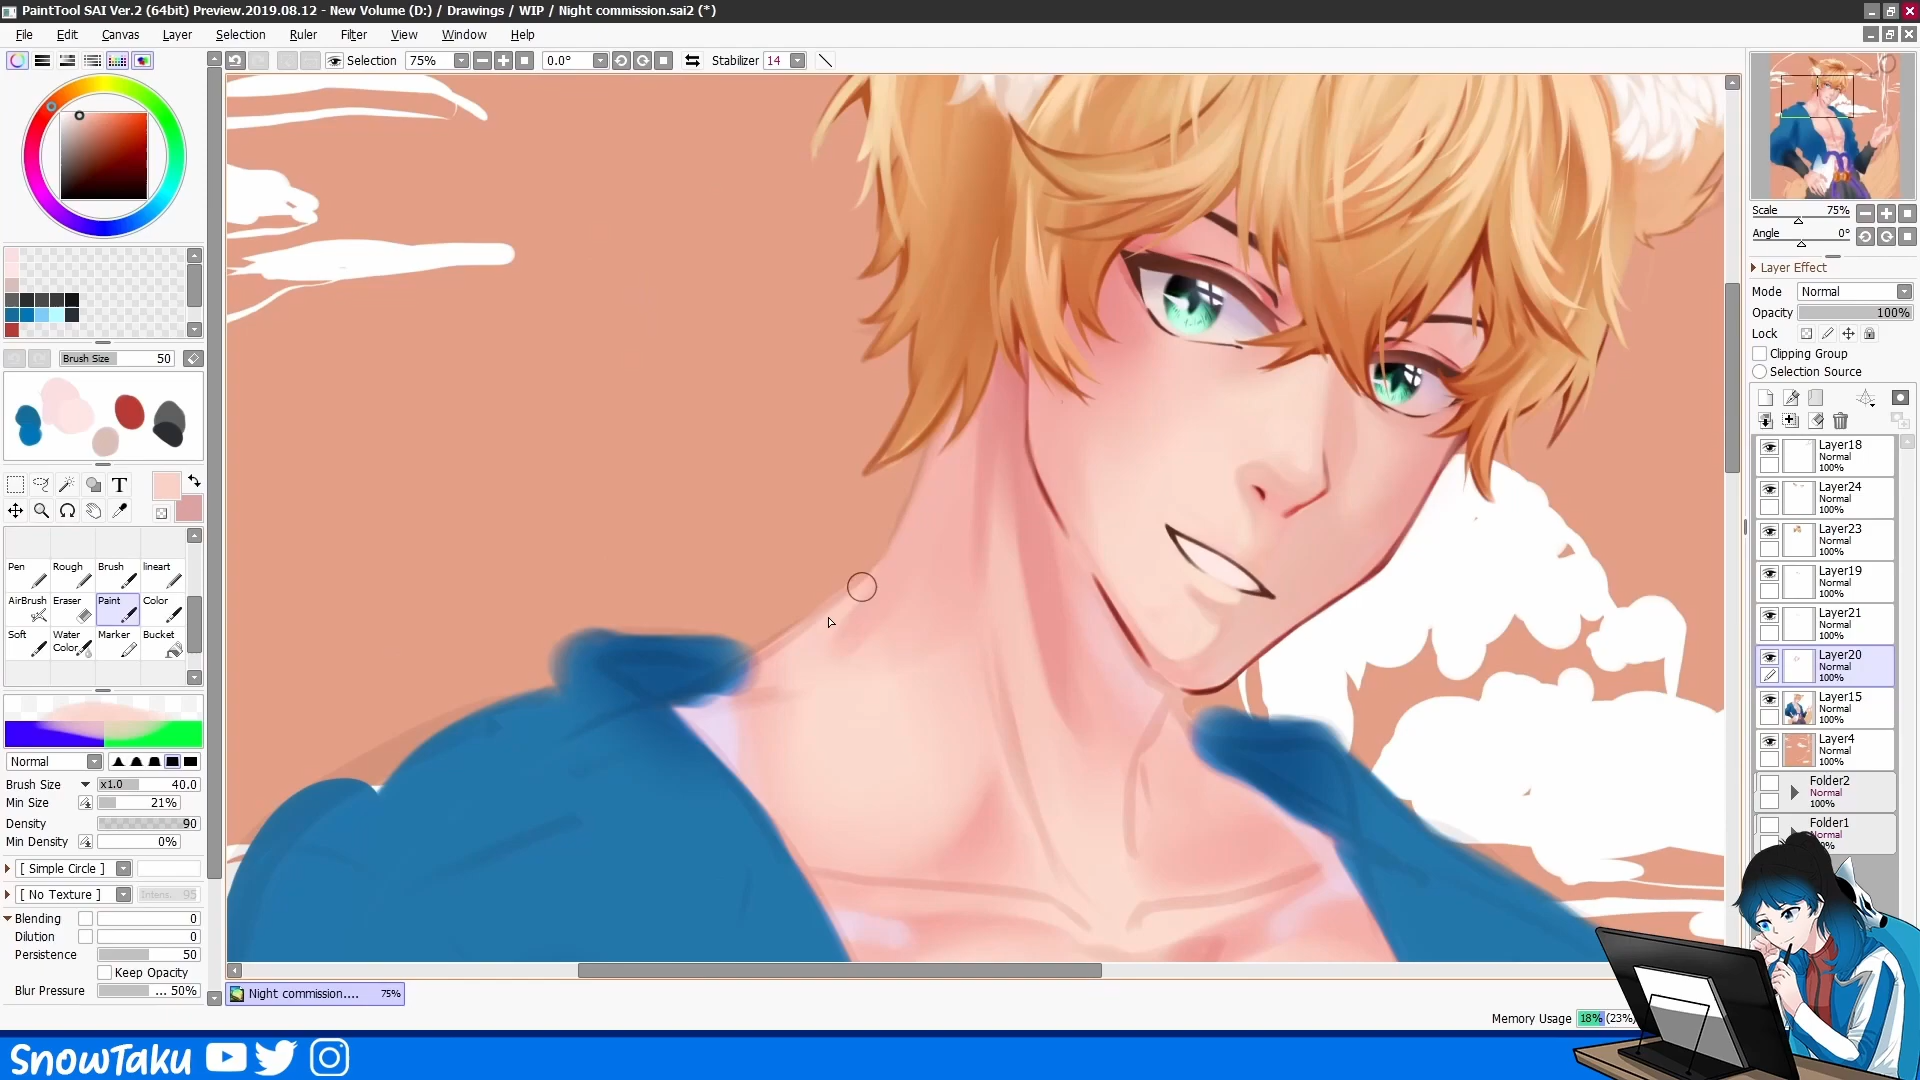 PaintTool SAI Ver.2 (64bit) Preview.2019.08.12 - New Volume (D:) / Drawings / WIP / Night commission.sai2 (*)
File Edit Canvas Layer Selection Ruler Filter View Window Help
Selection 75% 0.0° Stabilizer 14
Scale 75%
Angle 0°
Layer Effect
Mode Normal
Opacity 100%
Lock
Clipping Group
Selection Source
Brush Size 50
T
Pen Rough Brush lineart
AirBrush Eraser Paint Color
Soft Water Color Marker Bucket
Normal
Brush Size x1.0 40.0
Min Size 21%
Density 90
Min Density 0%
[ Simple Circle ]
[ No Texture ] Intens. 95
Blending 0
Dilution 0
Persistence 50
Keep Opacity
Blur Pressure ... 50%
Layer18
Normal
100%
Layer24
Normal
100%
Layer23
Normal
100%
Layer19
Normal
100%
Layer21
Normal
100%
Layer20
Normal
100%
Layer15
Normal
100%
Layer4
Normal
100%
Folder2
Normal
100%
Folder1
Normal
Night commission.... 75%
Memory Usage 18% (23%)
SnowTaku